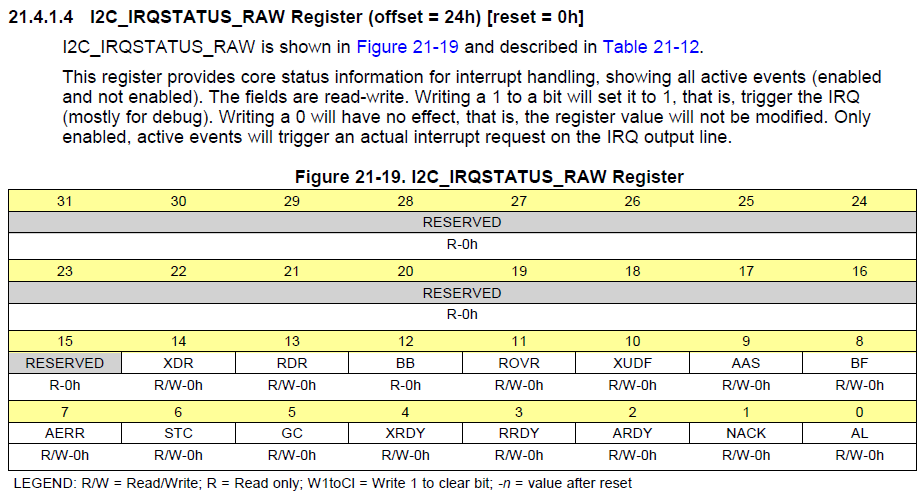 21.4.1.4 I2C_IRQSTATUS_RAW Register (offset = 24h) [reset = 0h]
I2C_IRQSTATUS_RAW is shown in Figure 21-19 and described in Table 21-12.
This register provides core status information for interrupt handling, showing all active events (enabled
and not enabled). The fields are read-write. Writing a 1 to a bit will set it to 1, that is, trigger the IRQ
(mostly for debug). Writing a 0 will have no effect, that is, the register value will not be modified. Only
enabled, active events will trigger an actual interrupt request on the IRQ output line.
Figure 21-19. I2C_IRQSTATUS_RAW Register
31 30 29 28 27 26 25 24
RESERVED
R-0h
23 22 21 20 19 18 17 16
RESERVED
R-0h
15 14 13 12 11 10 9 8
RESERVED XDR RDR BB ROVR XUDF AAS BF
R-0h R/W-0h R/W-0h R-0h R/W-0h R/W-0h R/W-0h R/W-0h
7 6 5 4 3 2 1 0
AERR STC GC XRDY RRDY ARDY NACK AL
R/W-0h R/W-0h R/W-0h R/W-0h R/W-0h R/W-0h R/W-0h R/W-0h
LEGEND: R/W = Read/Write; R = Read only; W1toCl = Write 1 to clear bit; -n = value after reset